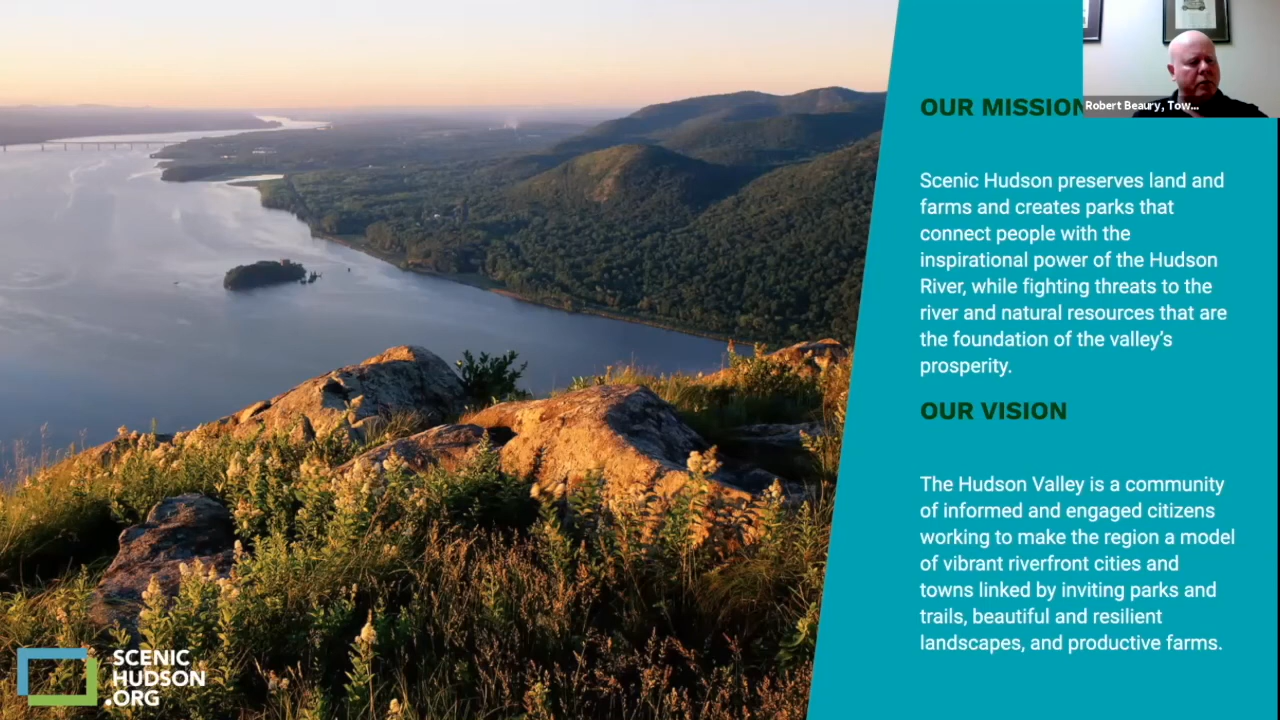 OUR MISSION
Robert Beaury, Tow...
Scenic Hudson preserves land and
farms and creates parks that
connect people with the
inspirational power of the Hudson
River, while fighting threats to the
river and natural resources that are
the foundation of the valley’s
prosperity.
OUR VISION
The Hudson Valley is a community
of informed and engaged citizens
working to make the region a model
of vibrant riverfront cities and
towns linked by inviting parks and
trails, beautiful and resilient
landscapes, and productive farms.
SCENIC
HUDSON
.ORG